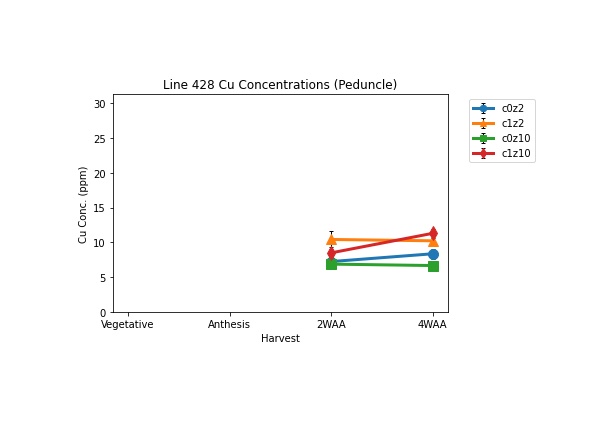 Line 428 Cu Concentrations (Peduncle)
30
25
20
15
10
5
0
Cu Conc. (ppm)
Vegetative Anthesis 2WAA 4WAA
Harvest
c0z2
c1z2
c0z10
c1z10